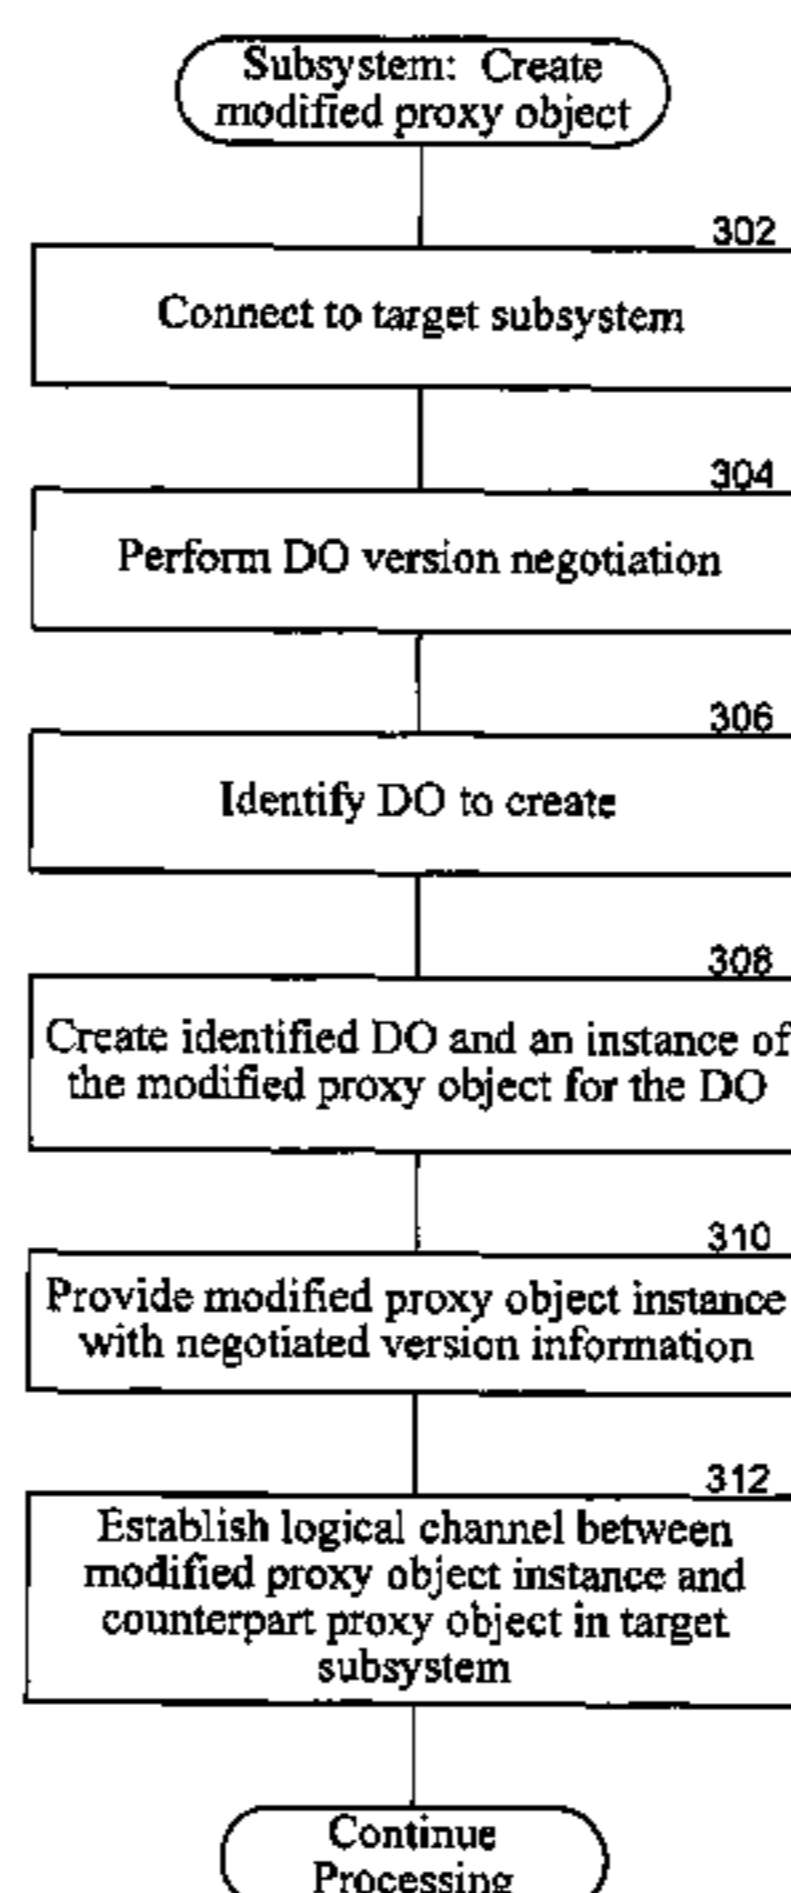 Subsystem: Create
modified proxy object
302
Connect to target subsystem
304
Perform DO version negotiation
306
Identify DO to create
308
Create identified DO and an instance of
the modified proxy object for the DO
310
Provide modified proxy object instance
with negotiated version information
312
Establish logical channel between
modified proxy object instance and
counterpart proxy object in target
subsystem
Continue
Processing